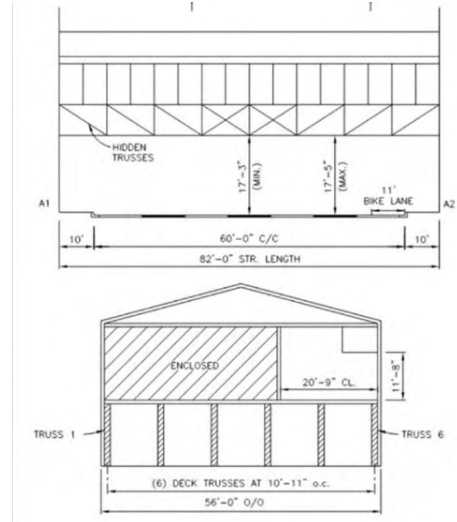 HIDDEN
TRUSSES
17'-3"
(MIN.)
17'-5"
(MAX.)
11'
BIKE LANE
A1
A2
10'
60'-0" C/C
10'
82'-0" STR. LENGTH
ENCLOSED
20'-9" CL.
11'-8"
TRUSS 1
TRUSS 6
(6) DECK TRUSSES AT 10'-11" o.c.
56'-0" O/O